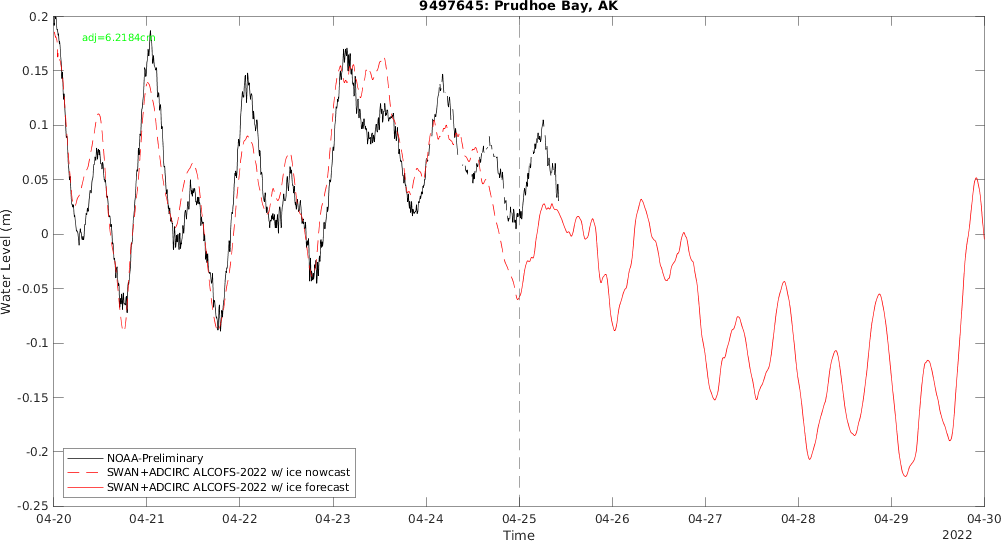 9497645: Prudhoe Bay, AK
adj=6.2184cm
Water Level (m)
0.2
0.15
0.1
0.05
0
-0.05
-0.1
-0.15
-0.2
-0.25
NOAA-Preliminary
SWAN+ADCIRC ALCOFS-2022 w/ ice nowcast
SWAN+ADCIRC ALCOFS-2022 w/ ice forecast
04-20 04-21 04-22 04-23 04-24 04-25 04-26 04-27 04-28 04-29 04-30
Time
2022